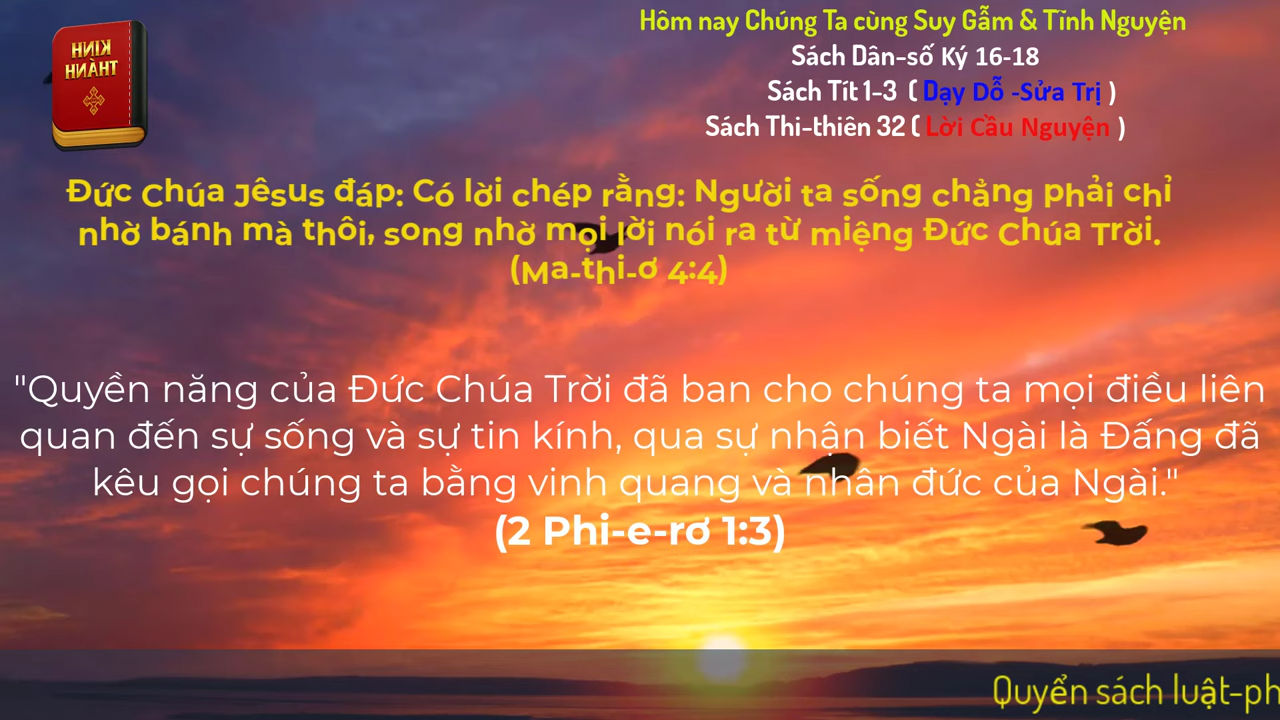 KINH
THÀNH
Hôm nay Chúng Ta cùng Suy Gẫm & Tĩnh Nguyện
Sách Dân-số Ký 16-18
Sách Tít 1-3 ( Dạy Dỗ -Sửa Trị )
Sách Thi-thiên 32 ( Lời Cầu Nguyện )
Đức Chúa Jêsus đáp: Có lời chép rằng: Người ta sống chẳng phải chỉ
nhờ bánh mà thôi, song nhờ mọi lời nói ra từ miệng Đức Chúa Trời.
(Ma-thi-ơ 4:4)
"Quyền năng của Đức Chúa Trời đã ban cho chúng ta mọi điều liên
quan đến sự sống và sự tin kính, qua sự nhận biết Ngài là Đấng đã
kêu gọi chúng ta bằng vinh quang và nhân đức của Ngài."
(2 Phi-e-rơ 1:3)
Quyển sách luật-ph